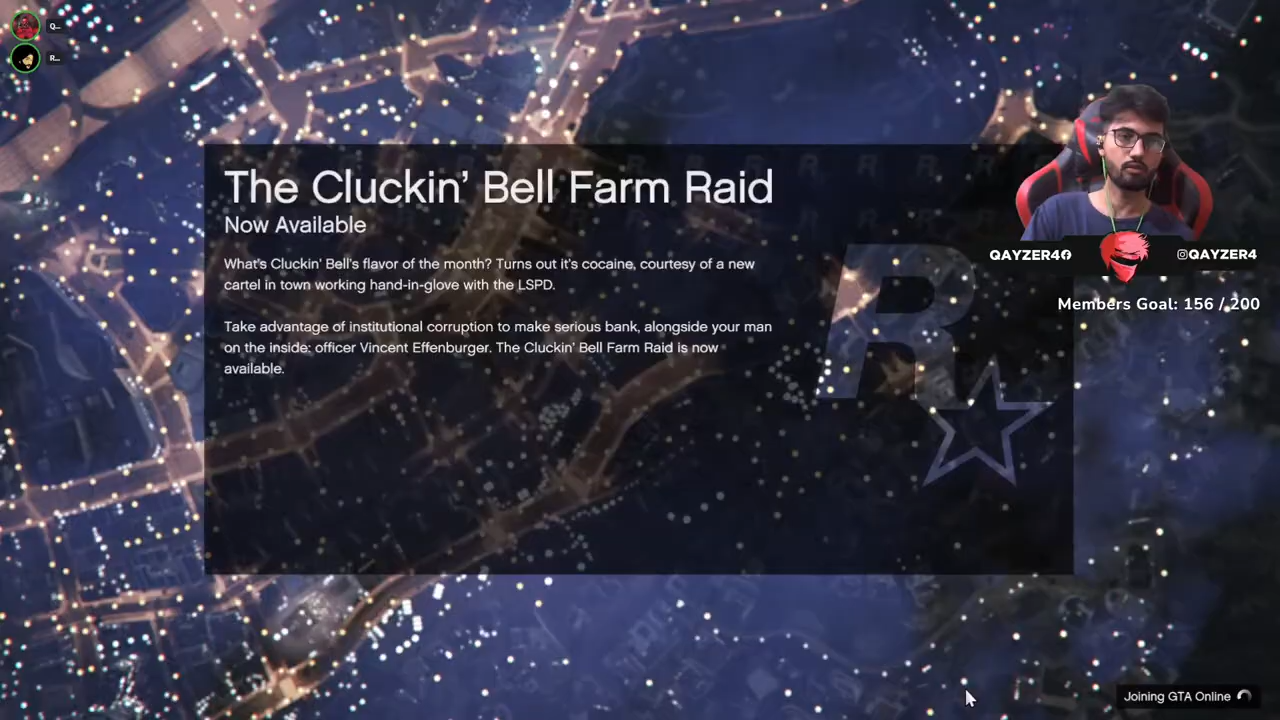 Q...
R...
The Cluckin' Bell Farm Raid
Now Available
What's Cluckin' Bell's flavor of the month? Turns out it's cocaine, courtesy of a new
cartel in town working hand-in-glove with the LSPD.
Take advantage of institutional corruption to make serious bank, alongside your man
on the inside: officer Vincent Effenburger. The Cluckin' Bell Farm Raid is now
available.
R
QAYZER4
QAYZER4
Members Goal: 156 / 200
Joining GTA Online